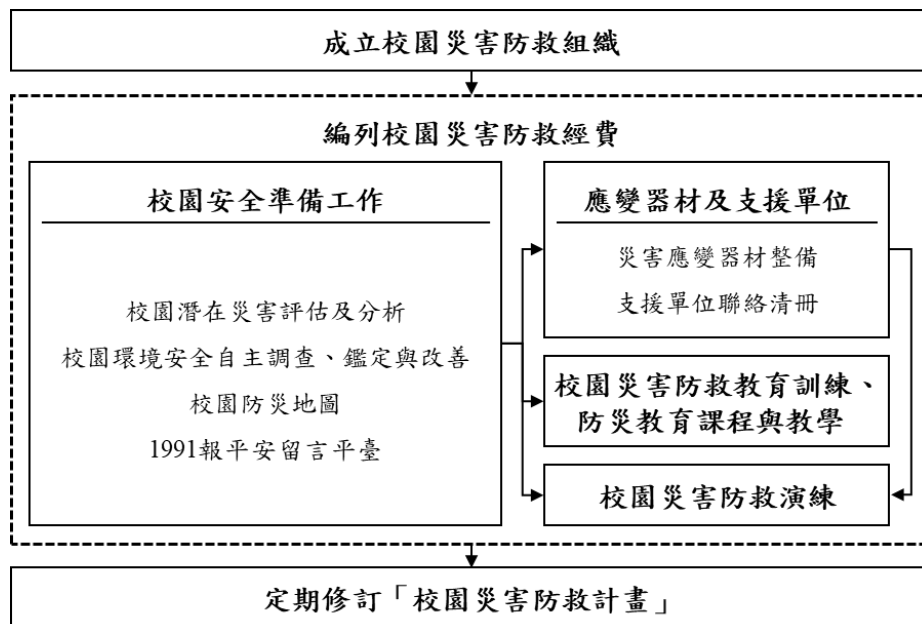 成立校園災害防救組織
編列校園災害防救經費
校園安全準備工作
校園潛在災害評估及分析
校園環境安全自主調查、鑑定與改善
校園防災地圖
1991報平安留言平臺
應變器材及支援單位
災害應變器材整備
支援單位聯絡清冊
校園災害防救教育訓練、
防災教育課程與教學
校園災害防救演練
定期修訂「校園災害防救計畫」